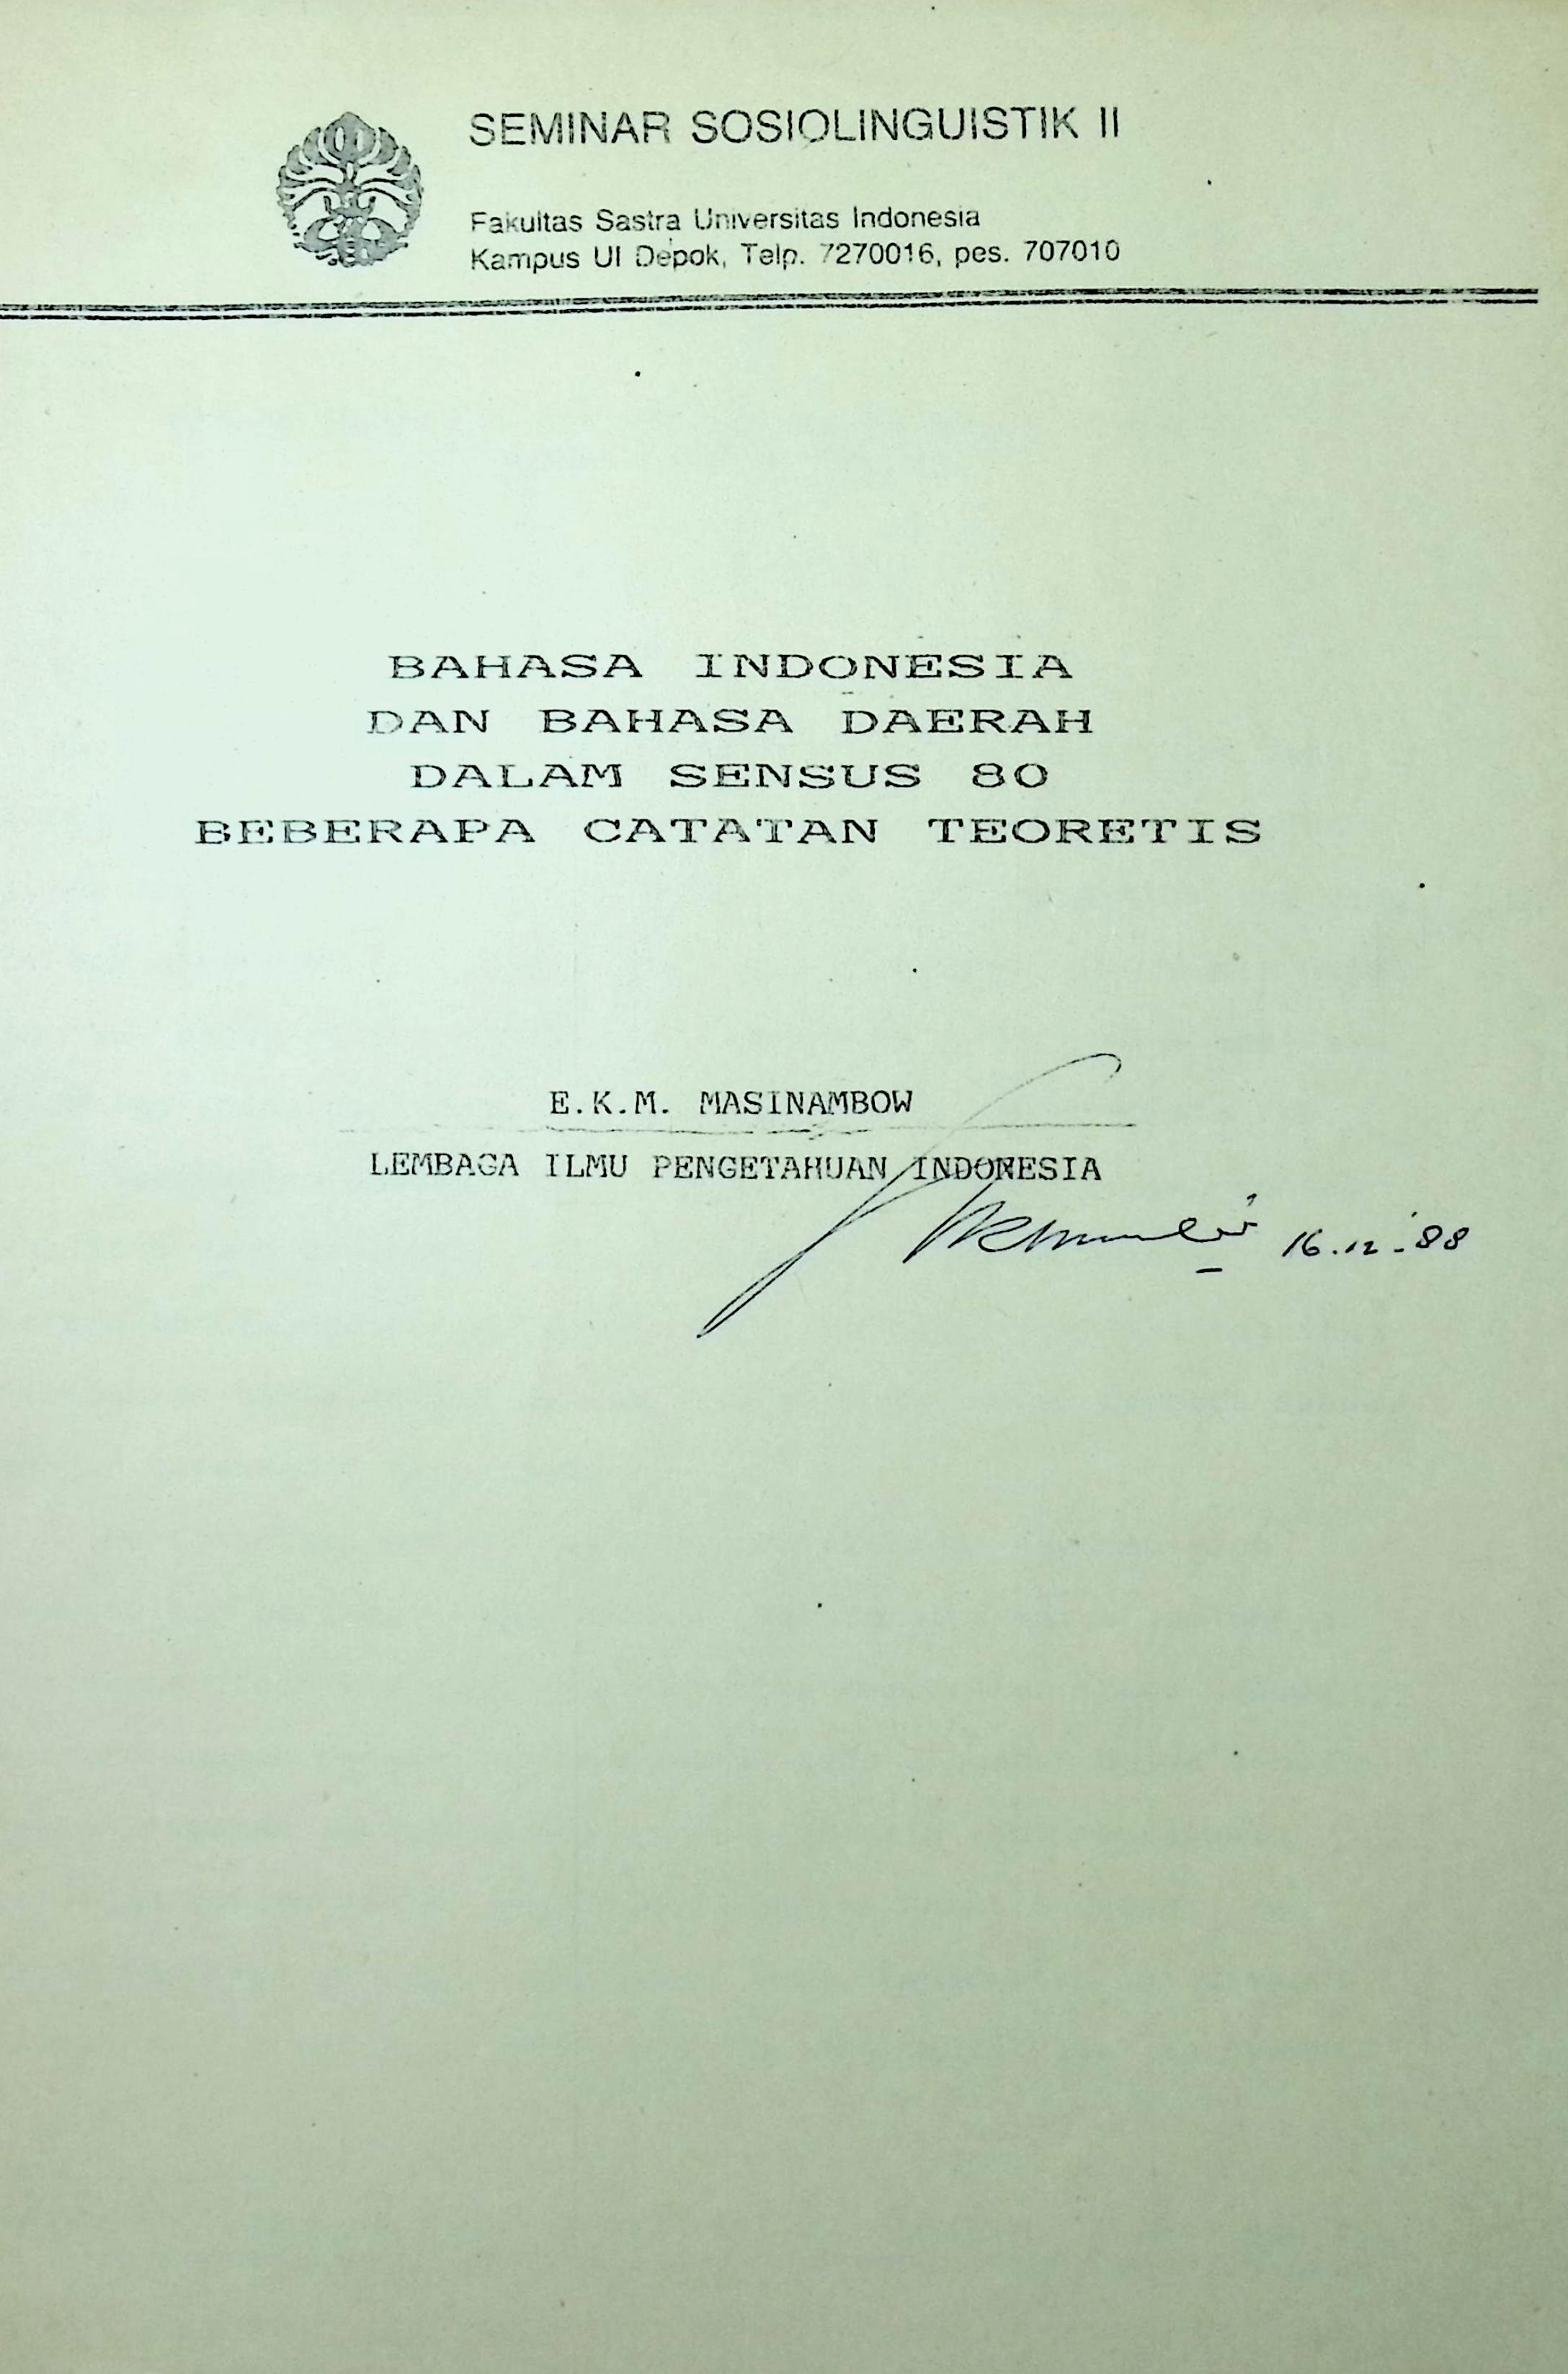 SEMINAR SOSIOLINGUISTIK II
Fakultas Sastra Universitas Indonesia
Kampus UI Depok, Telp. 7270016, pes. 707010
BAHASA INDONESIA
DAN BAHASA DAERAH
DALAM SENSUS 80
BEBERAPA CATATAN TEORETIS
E.K.M. MASINAMBOW
LEMBAGA ILMU PENGETAHUAN INDONESIA
16.12.88